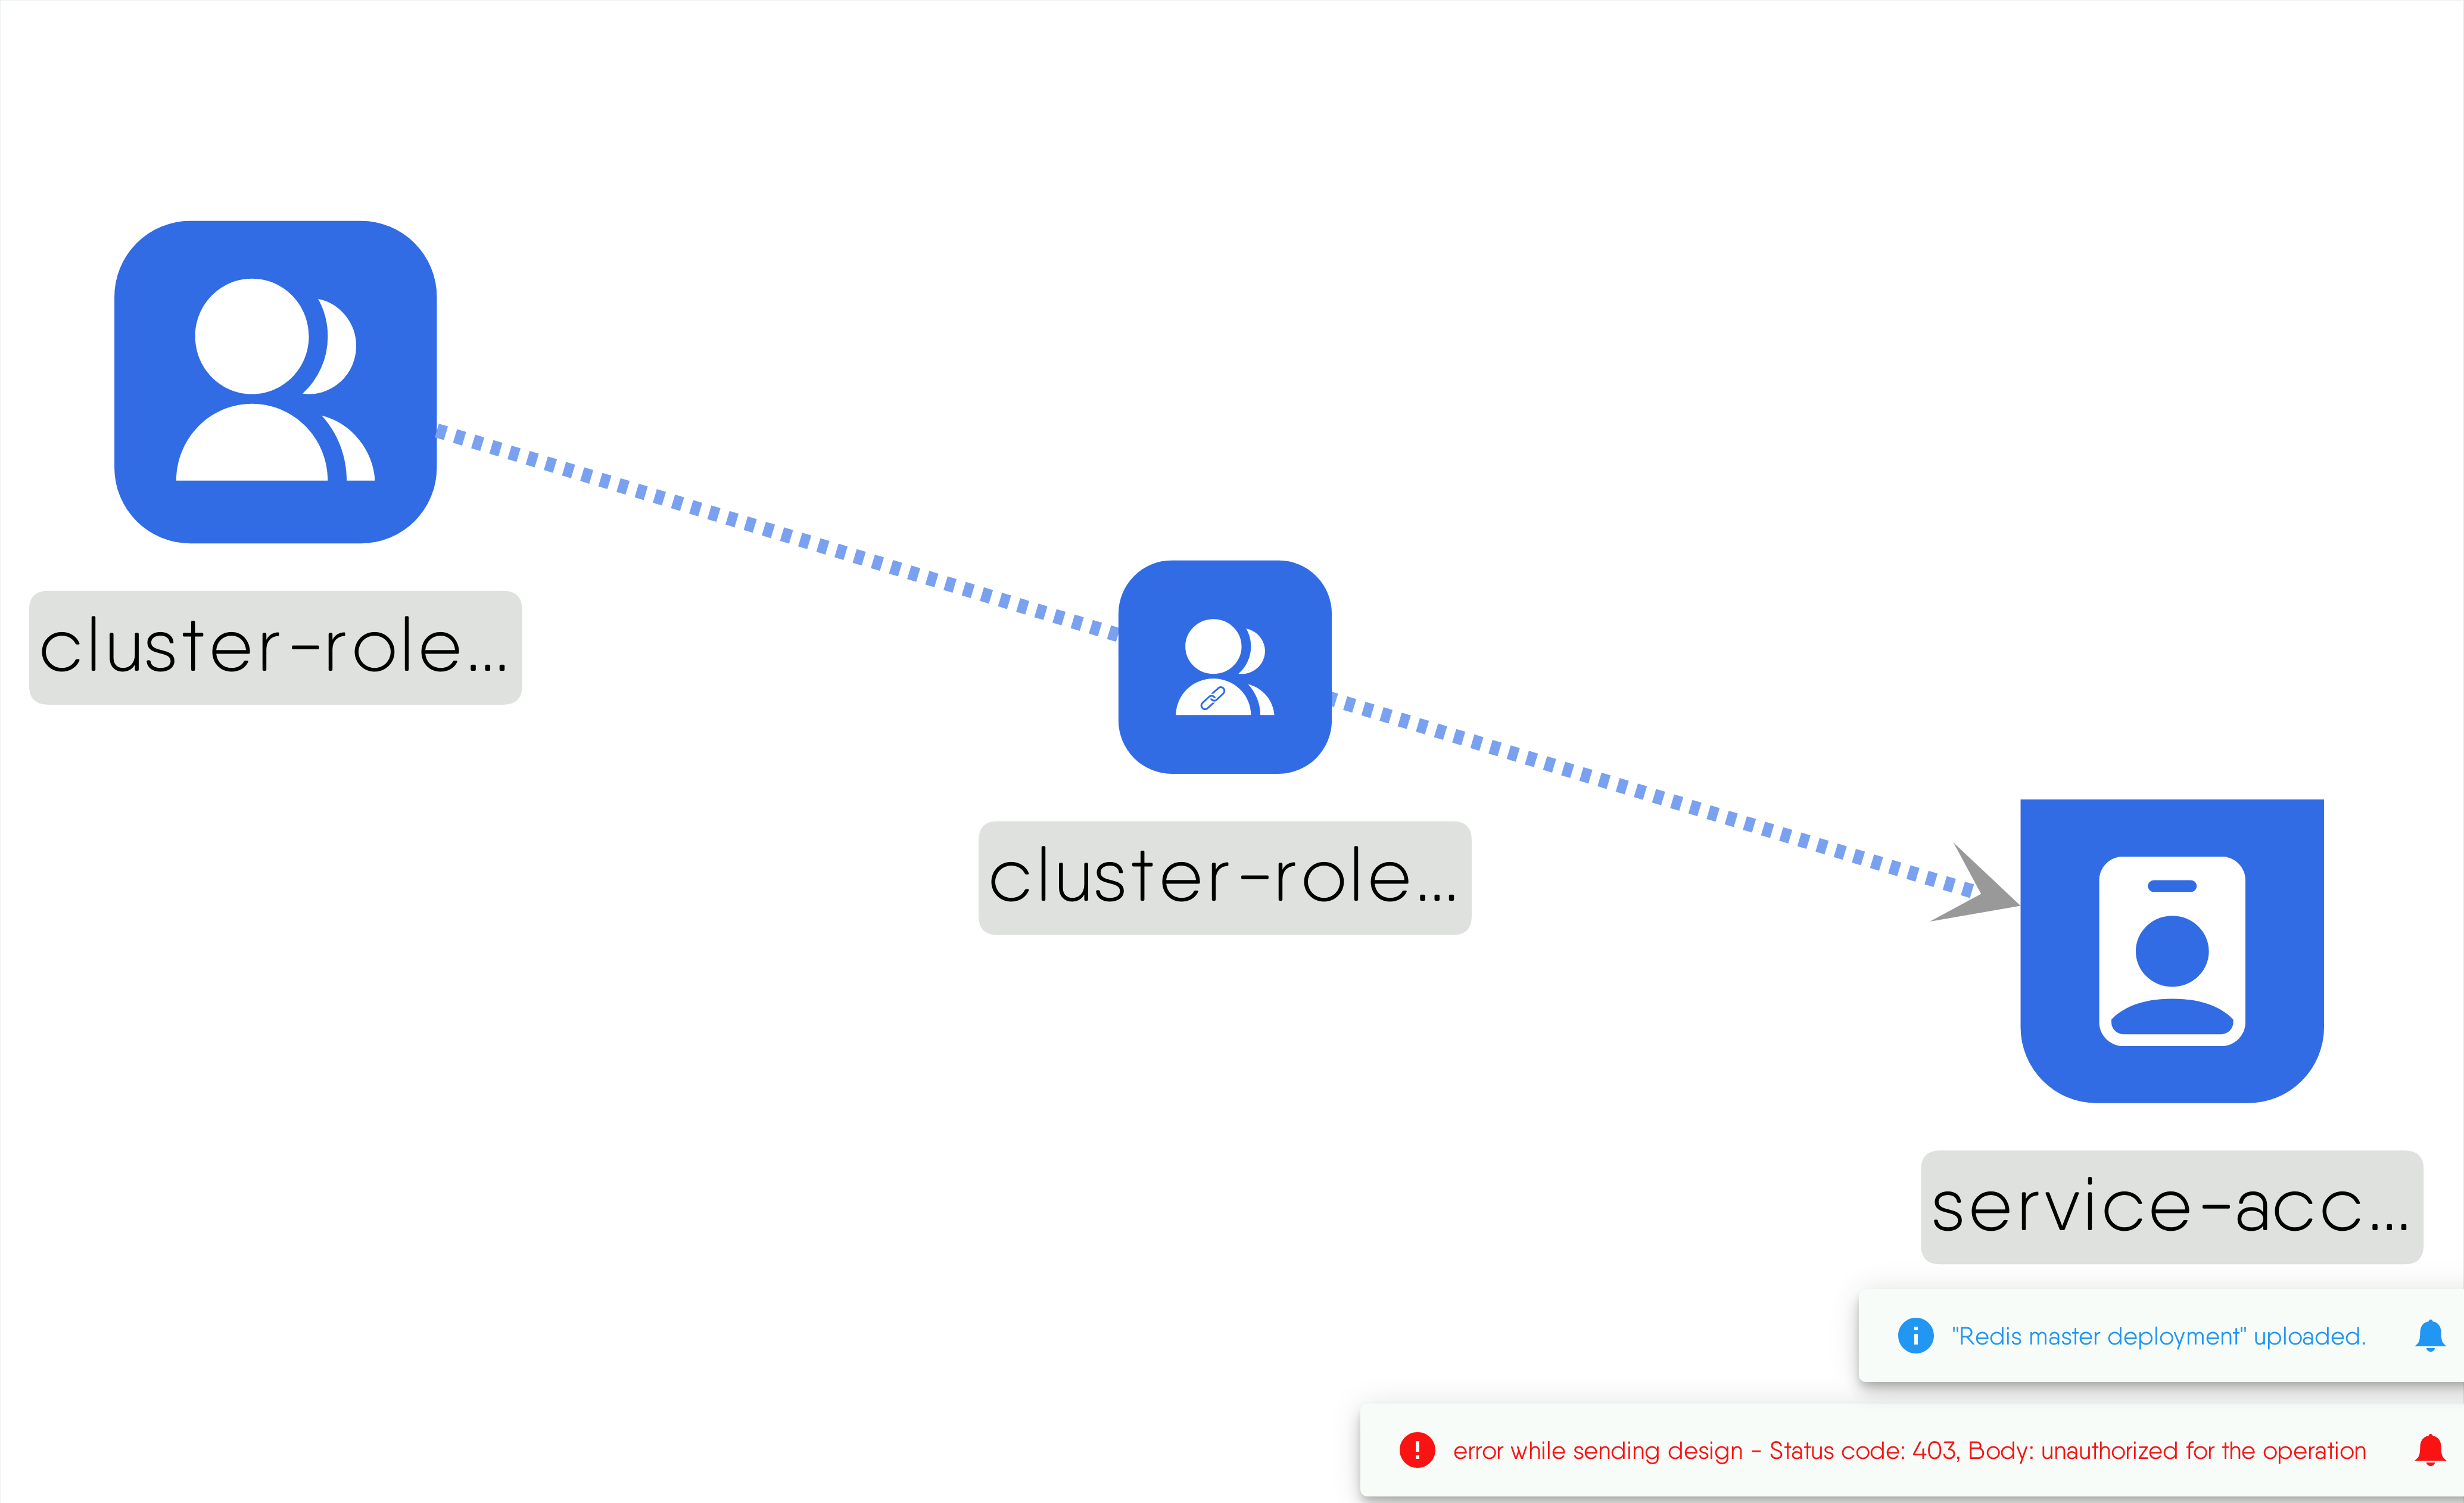 cluster-role...
cluster-role...
service-acc...
"Redis master deployment" uploaded.
error while sending design - Status code: 403, Body: unauthorized for the operation